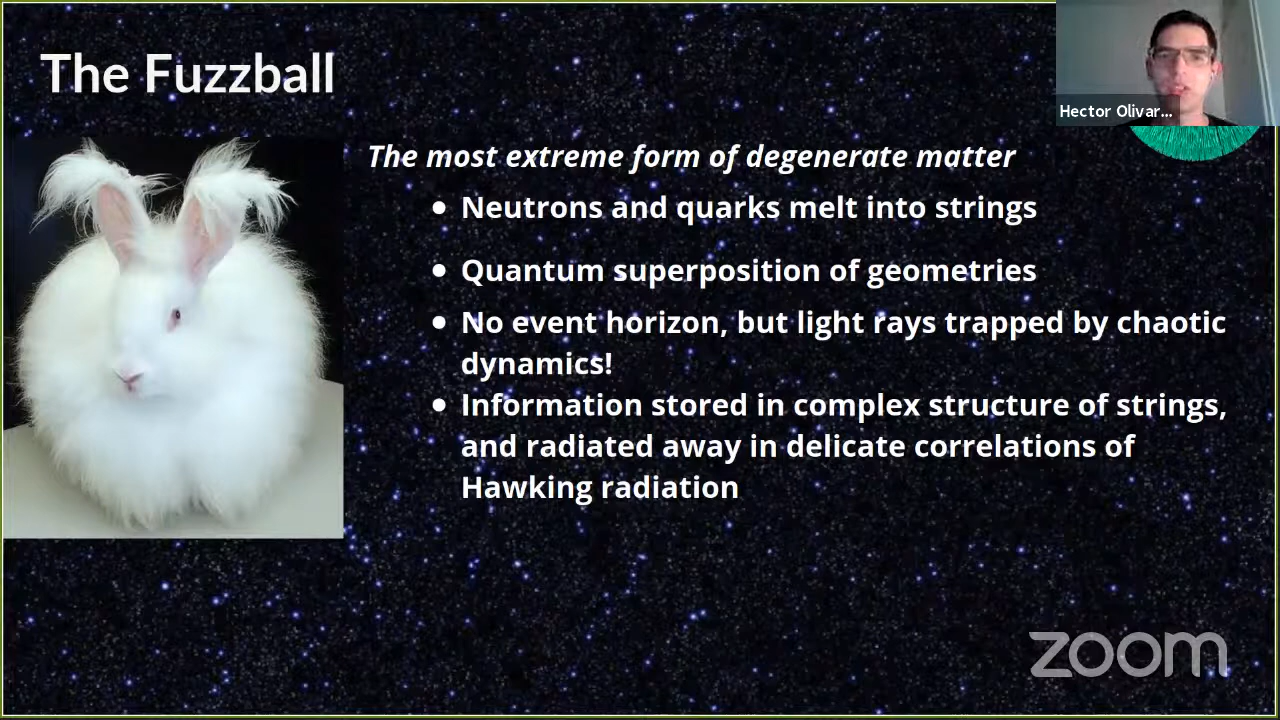 The Fuzzball
Hector Olivar...
The most extreme form of degenerate matter
• Neutrons and quarks melt into strings
• Quantum superposition of geometries
• No event horizon, but light rays trapped by chaotic
dynamics!
• Information stored in complex structure of strings,
and radiated away in delicate correlations of
Hawking radiation
zoom